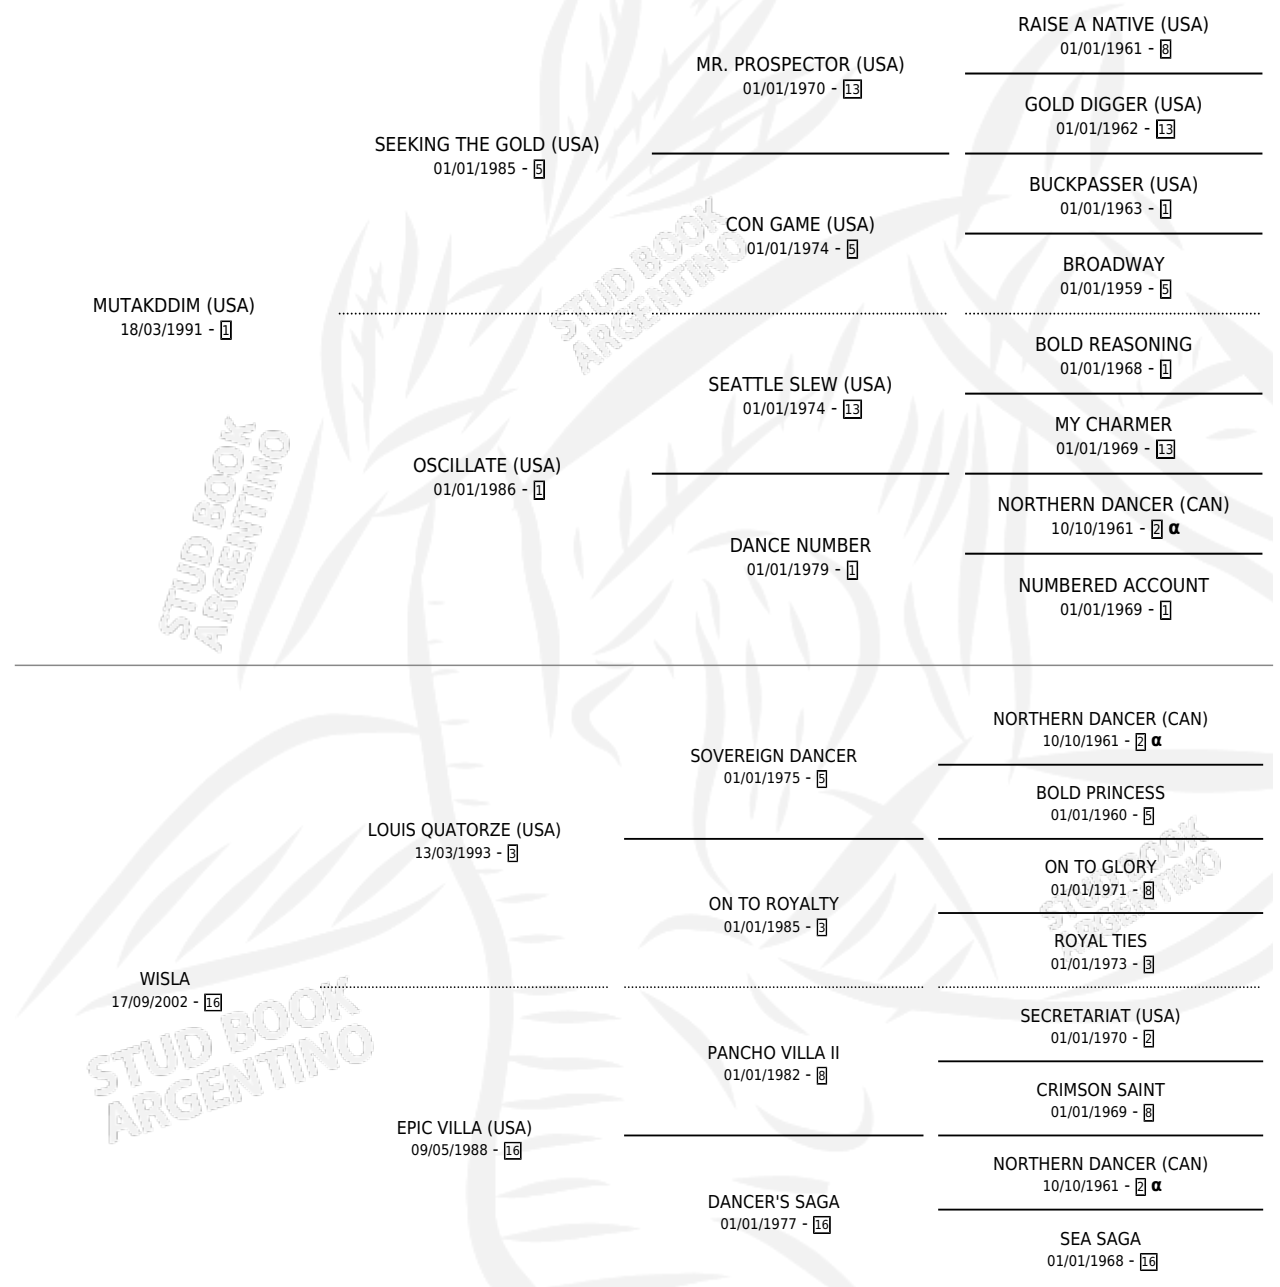 RAISE A NATIVE (USA)
01/01/1961 - 8
MR. PROSPECTOR (USA)
01/01/1970 - 13
GOLD DIGGER (USA)
01/01/1962 - 13
SEEKING THE GOLD (USA)
01/01/1985 - 5
BUCKPASSER (USA)
01/01/1963 - 1
CON GAME (USA)
01/01/1974 - 5
BROADWAY
01/01/1959 - 5
MUTAKDDIM (USA)
18/03/1991 - 1
BOLD REASONING
01/01/1968 - 1
SEATTLE SLEW (USA)
01/01/1974 - 13
MY CHARMER
01/01/1969 - 13
OSCILLATE (USA)
01/01/1986 - 1
NORTHERN DANCER (CAN)
10/10/1961 - 2 α
DANCE NUMBER
01/01/1979 - 1
NUMBERED ACCOUNT
01/01/1969 - 1
NORTHERN DANCER (CAN)
10/10/1961 - 2 α
SOVEREIGN DANCER
01/01/1975 - 5
BOLD PRINCESS
01/01/1960 - 5
LOUIS QUATORZE (USA)
13/03/1993 - 3
ON TO GLORY
01/01/1971 - 8
ON TO ROYALTY
01/01/1985 - 3
ROYAL TIES
01/01/1973 - 3
WISLA
17/09/2002 - 16
SECRETARIAT (USA)
01/01/1970 - 2
PANCHO VILLA II
01/01/1982 - 8
CRIMSON SAINT
01/01/1969 - 8
EPIC VILLA (USA)
09/05/1988 - 16
NORTHERN DANCER (CAN)
10/10/1961 - 2 α
DANCER'S SAGA
01/01/1977 - 16
SEA SAGA
01/01/1968 - 16
STUD BOOK
ARGENTINO
STUD BOOK
ARGENTINO
STUD BOOK
ARGENTINO
STUD BOOK
ARGENTINO